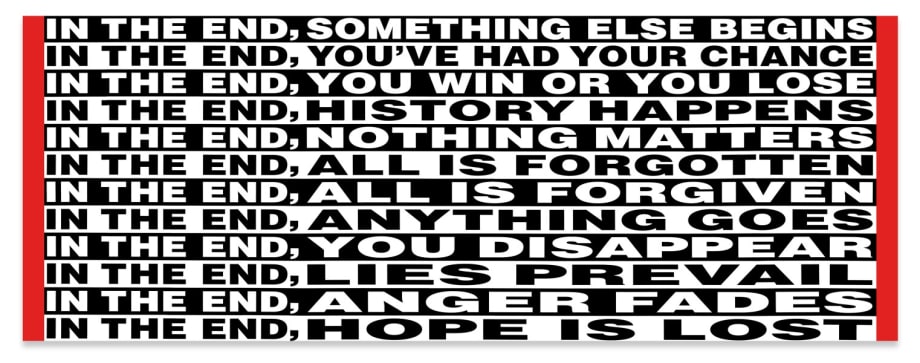 IN THE END, SOMETHING ELSE BEGINS
IN THE END, YOU’VE HAD YOUR CHANCE
IN THE END, YOU WIN OR YOU LOSE
IN THE END, HISTORY HAPPENS
IN THE END, NOTHING MATTERS
IN THE END, ALL IS FORGOTTEN
IN THE END, ALL IS FORGIVEN
IN THE END, ANYTHING GOES
IN THE END, YOU DISAPPEAR
IN THE END, LIES PREVAIL
IN THE END, ANGER FADES
IN THE END, HOPE IS LOST